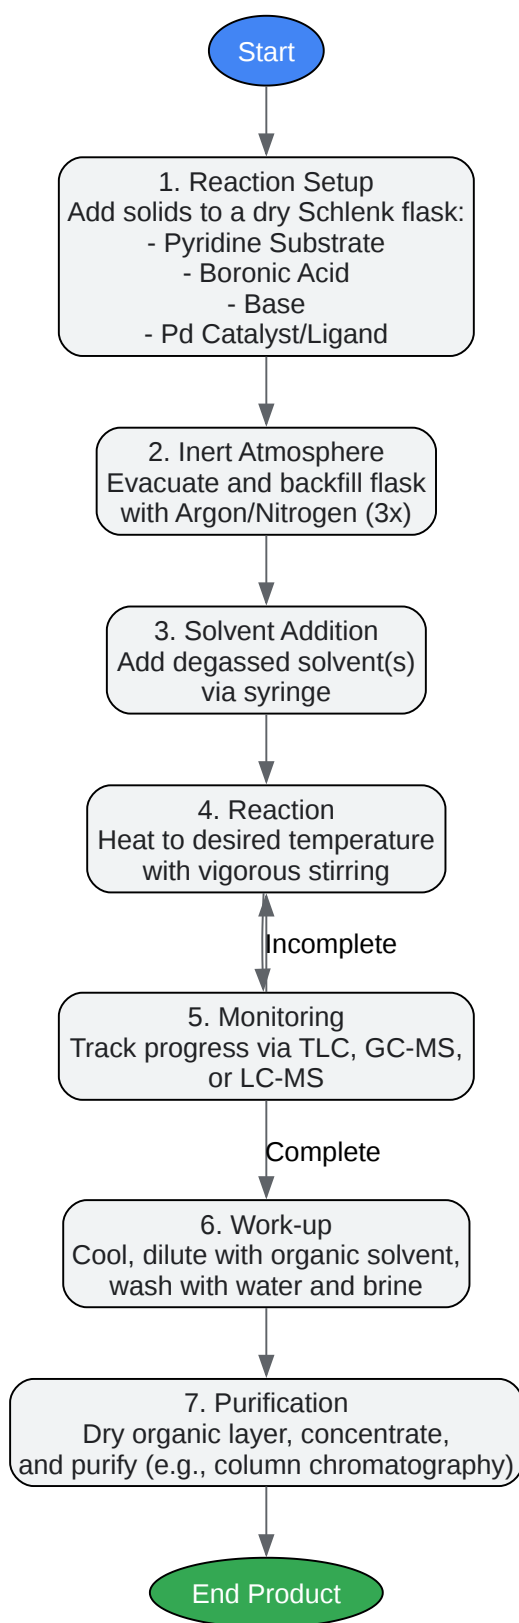 Start
1. Reaction Setup
Add solids to a dry Schlenk flask:
- Pyridine Substrate
- Boronic Acid
- Base
- Pd Catalyst/Ligand
2. Inert Atmosphere
Evacuate and backfill flask
with Argon/Nitrogen (3x)
3. Solvent Addition
Add degassed solvent(s)
via syringe
4. Reaction
Heat to desired temperature
with vigorous stirring
Incomplete
5. Monitoring
Track progress via TLC, GC-MS,
or LC-MS
Complete
6. Work-up
Cool, dilute with organic solvent,
wash with water and brine
7. Purification
Dry organic layer, concentrate,
and purify (e.g., column chromatography)
End Product